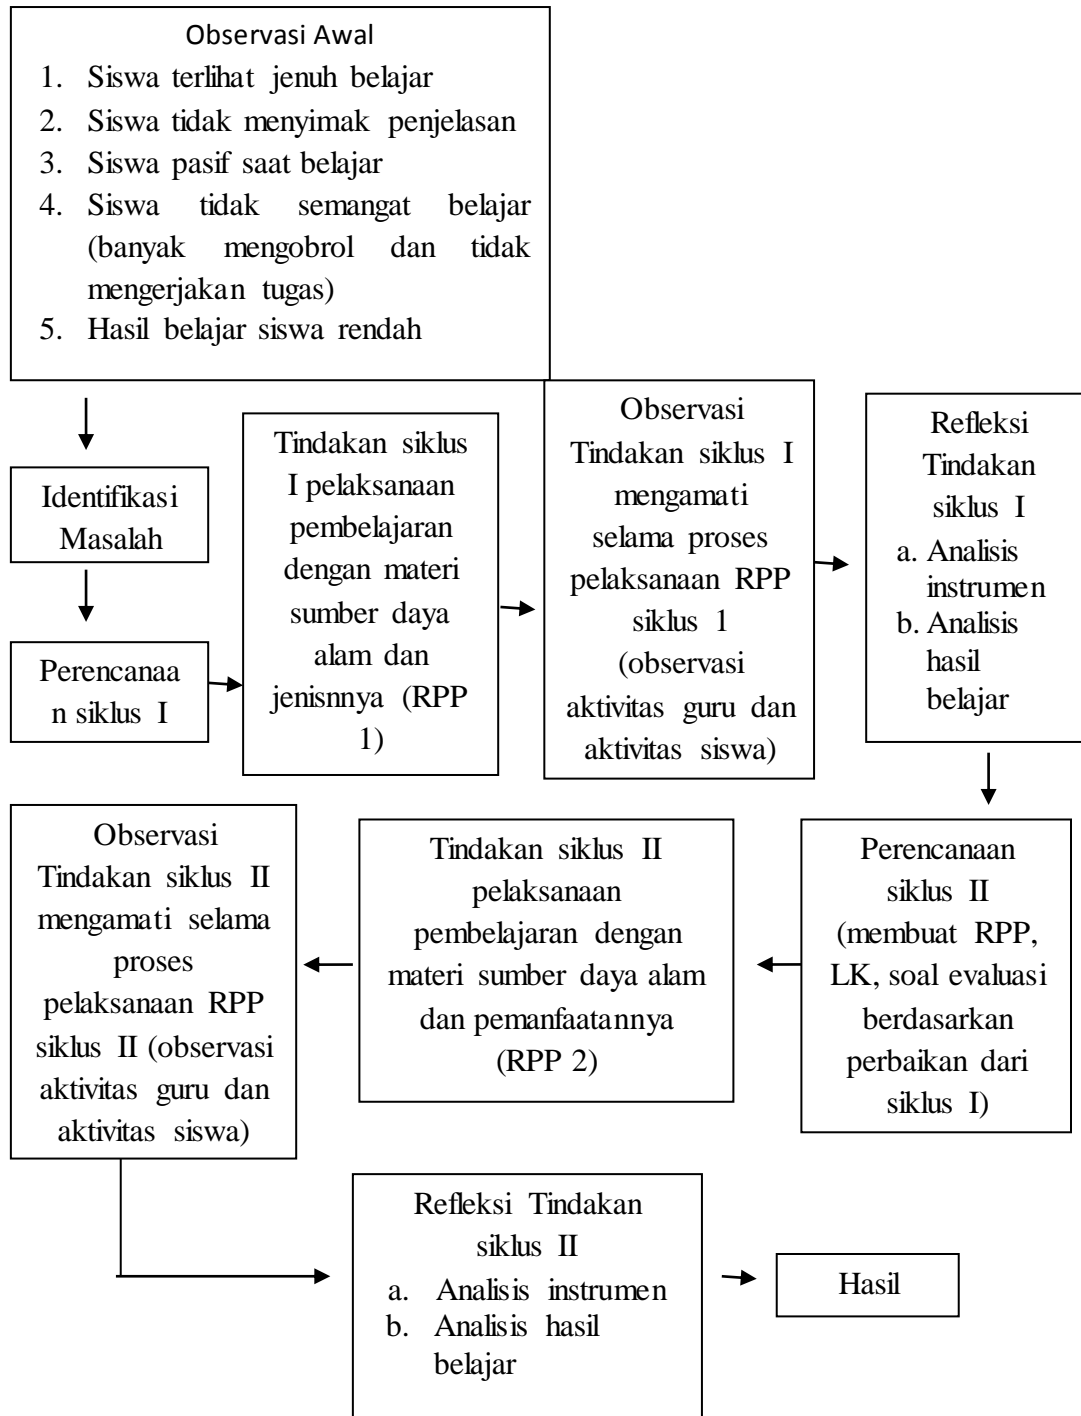 Observasi Awal
1. Siswa terlihat jenuh belajar
2. Siswa tidak menyimak penjelasan
3. Siswa pasif saat belajar
4. Siswa tidak semangat belajar
(banyak mengobrol dan tidak
mengerjakan tugas)
5. Hasil belajar siswa rendah
Identifikasi
Masalah
Perencanaa
n siklus I
Tindakan siklus
I pelaksanaan
pembelajaran
dengan materi
sumber daya
alam dan
jenisnnya (RPP
1)
Observasi
Tindakan siklus I
mengamati
selama proses
pelaksanaan RPP
siklus 1
(observasi
aktivitas guru dan
aktivitas siswa)
Refleksi
Tindakan
siklus I
a. Analisis
instrumen
b. Analisis
hasil
belajar
Perencanaan
siklus II
(membuat RPP,
LK, soal evaluasi
berdasarkan
perbaikan dari
siklus I)
Tindakan siklus II
pelaksanaan
pembelajaran dengan
materi sumber daya alam
dan pemanfaatannya
(RPP 2)
Observasi
Tindakan siklus II
mengamati selama
proses
pelaksanaan RPP
siklus II (observasi
aktivitas guru dan
aktivitas siswa)
Refleksi Tindakan
siklus II
a. Analisis instrumen
b. Analisis hasil
belajar
Hasil